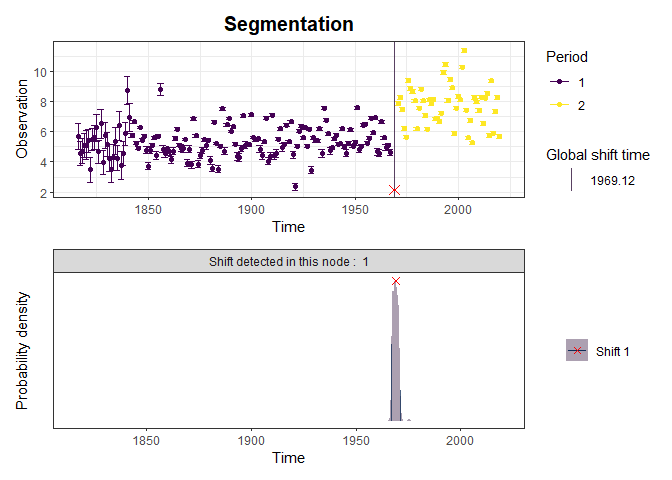 Segmentation
Observation
10
8
6
4
2
1850
1900
1950
2000
Time
Period
1
2
Global shift time
1969.12
Shift detected in this node : 1
Probability density
1850
1900
1950
2000
Time
Shift 1